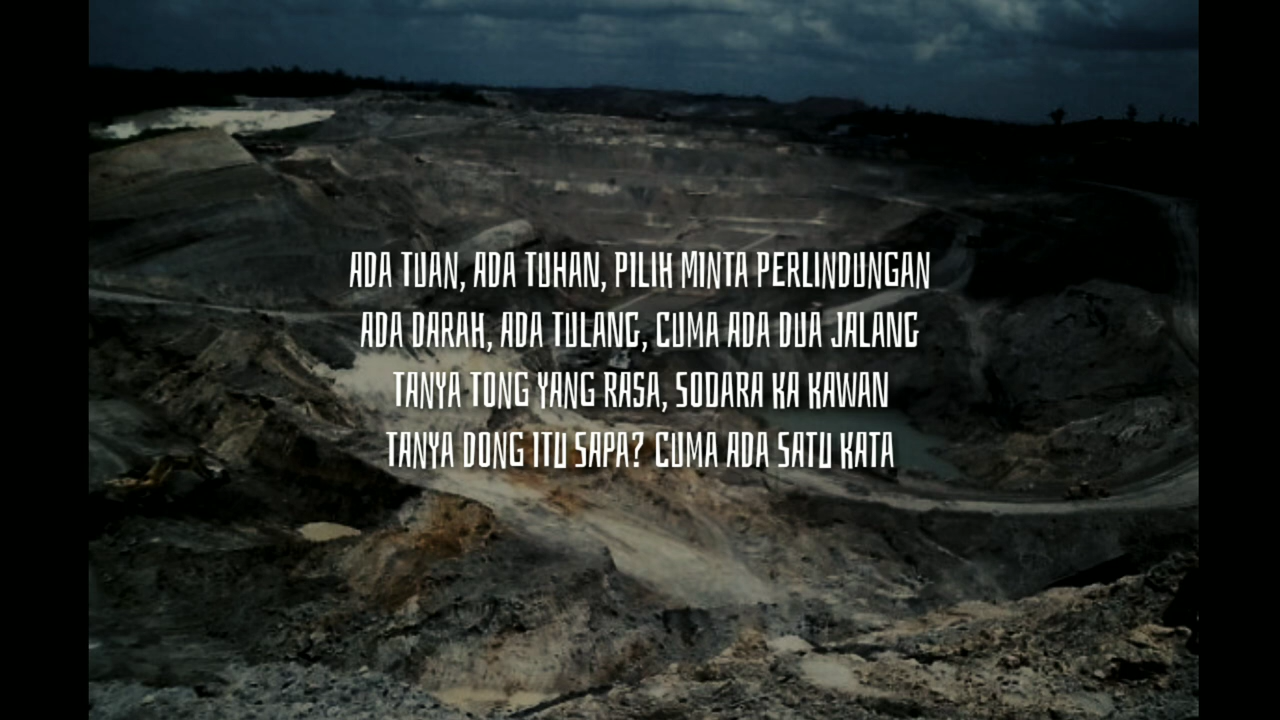 ADA TUAN, ADA TUHAN, PILIH MINTA PERLINDUNGAN
ADA DARAH, ADA TULANG, CUMA ADA DUA JALANG
TANYA TONG YANG RASA, SODARA KA KAWAN
TANYA DONG ITU SAPA? CUMA ADA SATU KATA